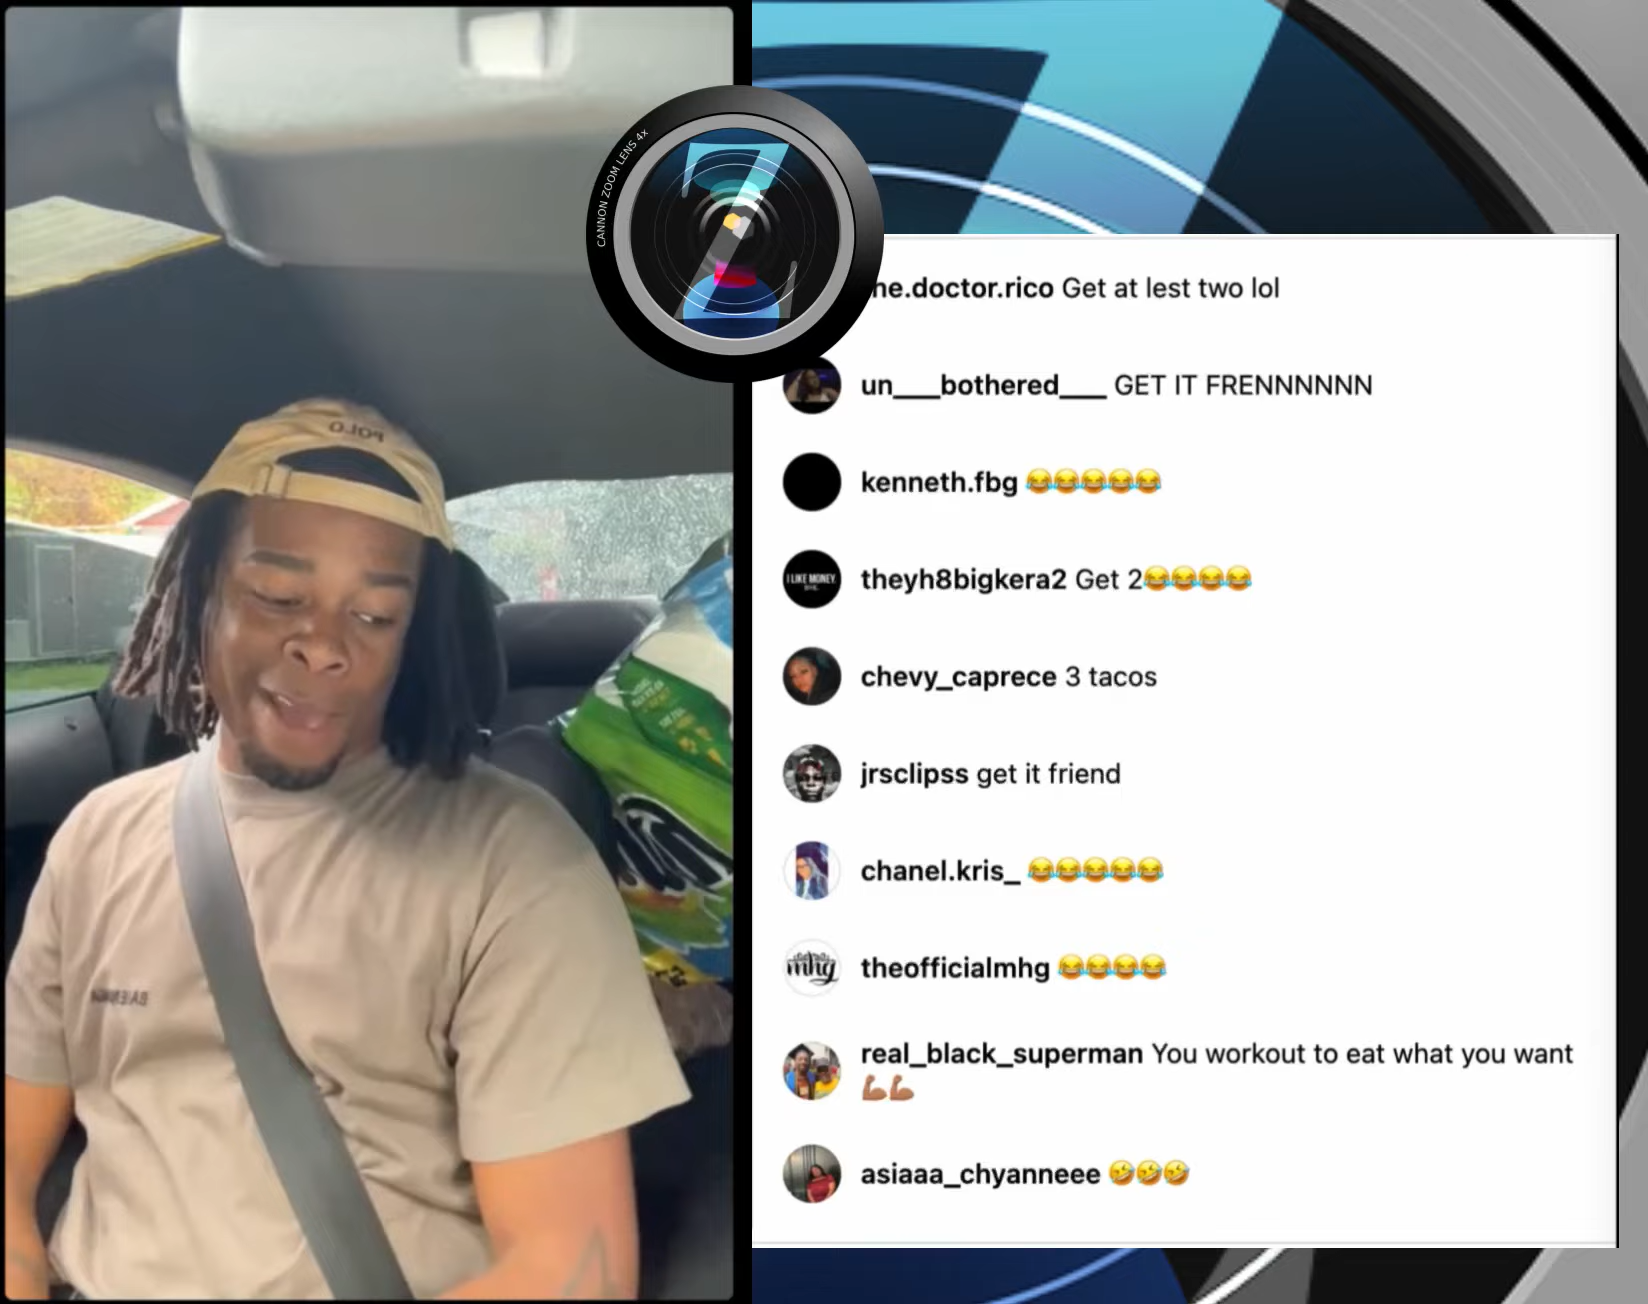 CANNON ZOOM LENS 4x
POLO
ne.doctor.rico Get at lest two lol
un___bothered___ GET IT FRENNNNNN
kenneth.fbg 😂😂😂😂😂
I LIKE MONEY
theyh8bigkera2 Get 2😂😂😂😂
chevy_caprece 3 tacos
jrsclipss get it friend
chanel.kris_ 😂😂😂😂😂
mhg
theofficialmhg 😂😂😂😂
real_black_superman You workout to eat what you want
💪🏽💪🏽
asiaaa_chyanneee 🤣🤣🤣